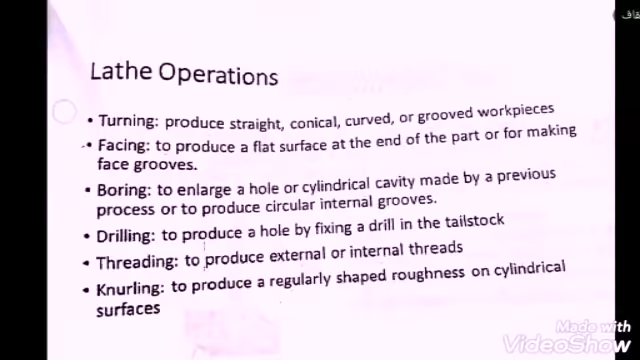 Lathe Operations
• Turning: produce straight, conical, curved, or grooved workpieces
• Facing: to produce a flat surface at the end of the part or for making
face grooves.
• Boring: to enlarge a hole or cylindrical cavity made by a previous
process or to produce circular internal grooves.
• Drilling: to produce a hole by fixing a drill in the tailstock
• Threading: to produce external or internal threads
• Knurling: to produce a regularly shaped roughness on cylindrical
surfaces
Made with
VideoShow